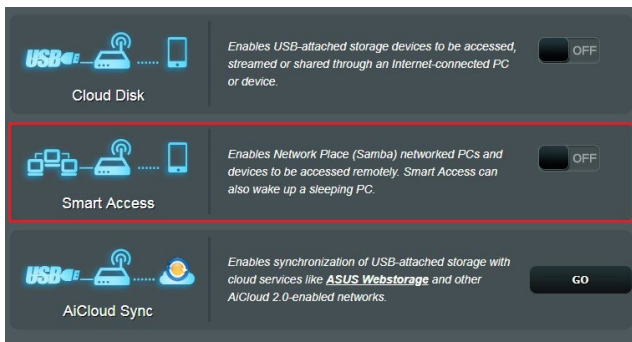 Enables USB-attached storage devices to be accessed,
streamed or shared through an Internet-connected PC
or device.
OFF
USB
Cloud Disk
Enables Network Place (Samba) networked PCs and
devices to be accessed remotely. Smart Access can
also wake up a sleeping PC.
OFF
Smart Access
Enables synchronization of USB-attached storage with
cloud services like ASUS Webstorage and other
AiCloud 2.0-enabled networks.
GO
USB
AiCloud Sync